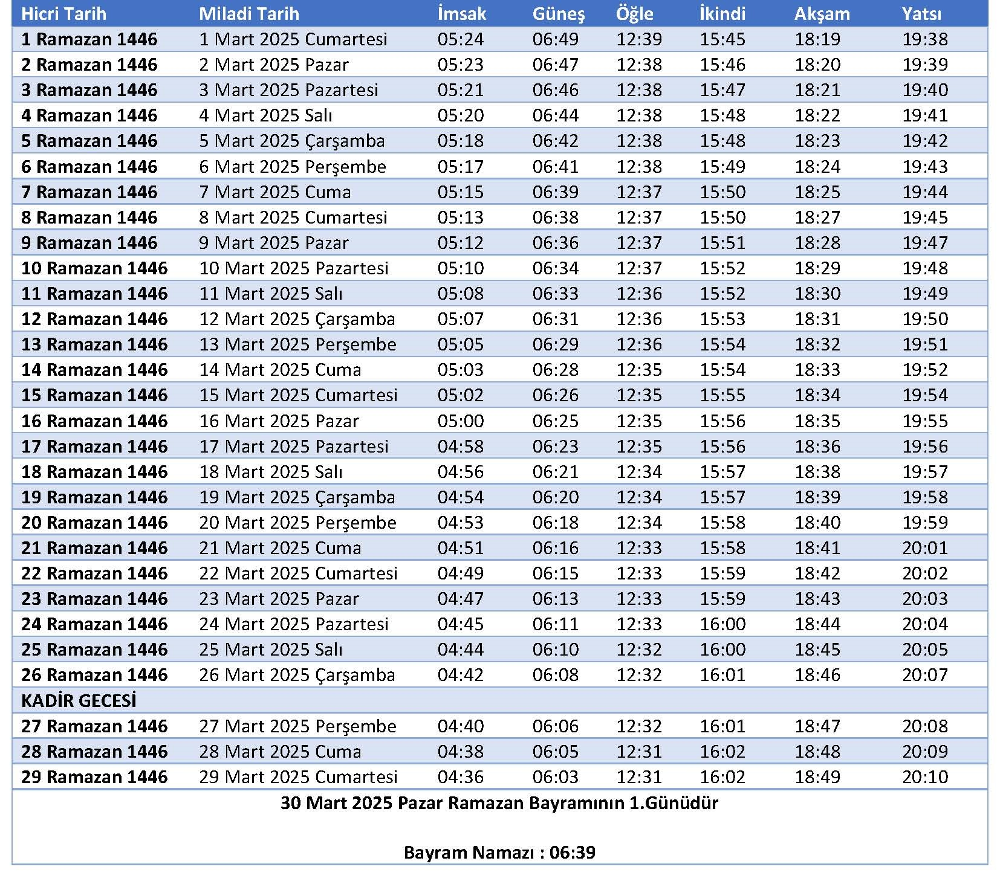 Hicri Tarih Miladi Tarih İmsak Güneş Öğle İkindi Akşam Yatsı
1 Ramazan 1446 1 Mart 2025 Cumartesi 05:24 06:49 12:39 15:45 18:19 19:38
2 Ramazan 1446 2 Mart 2025 Pazar 05:23 06:47 12:38 15:46 18:20 19:39
3 Ramazan 1446 3 Mart 2025 Pazartesi 05:21 06:46 12:38 15:47 18:21 19:40
4 Ramazan 1446 4 Mart 2025 Salı 05:20 06:44 12:38 15:48 18:22 19:41
5 Ramazan 1446 5 Mart 2025 Çarşamba 05:18 06:42 12:38 15:48 18:23 19:42
6 Ramazan 1446 6 Mart 2025 Perşembe 05:17 06:41 12:38 15:49 18:24 19:43
7 Ramazan 1446 7 Mart 2025 Cuma 05:15 06:39 12:37 15:50 18:25 19:44
8 Ramazan 1446 8 Mart 2025 Cumartesi 05:13 06:38 12:37 15:50 18:27 19:45
9 Ramazan 1446 9 Mart 2025 Pazar 05:12 06:36 12:37 15:51 18:28 19:47
10 Ramazan 1446 10 Mart 2025 Pazartesi 05:10 06:34 12:37 15:52 18:29 19:48
11 Ramazan 1446 11 Mart 2025 Salı 05:08 06:33 12:36 15:52 18:30 19:49
12 Ramazan 1446 12 Mart 2025 Çarşamba 05:07 06:31 12:36 15:53 18:31 19:50
13 Ramazan 1446 13 Mart 2025 Perşembe 05:05 06:29 12:36 15:54 18:32 19:51
14 Ramazan 1446 14 Mart 2025 Cuma 05:03 06:28 12:35 15:54 18:33 19:52
15 Ramazan 1446 15 Mart 2025 Cumartesi 05:02 06:26 12:35 15:55 18:34 19:54
16 Ramazan 1446 16 Mart 2025 Pazar 05:00 06:25 12:35 15:56 18:35 19:55
17 Ramazan 1446 17 Mart 2025 Pazartesi 04:58 06:23 12:35 15:56 18:36 19:56
18 Ramazan 1446 18 Mart 2025 Salı 04:56 06:21 12:34 15:57 18:38 19:57
19 Ramazan 1446 19 Mart 2025 Çarşamba 04:54 06:20 12:34 15:57 18:39 19:58
20 Ramazan 1446 20 Mart 2025 Perşembe 04:53 06:18 12:34 15:58 18:40 19:59
21 Ramazan 1446 21 Mart 2025 Cuma 04:51 06:16 12:33 15:58 18:41 20:01
22 Ramazan 1446 22 Mart 2025 Cumartesi 04:49 06:15 12:33 15:59 18:42 20:02
23 Ramazan 1446 23 Mart 2025 Pazar 04:47 06:13 12:33 15:59 18:43 20:03
24 Ramazan 1446 24 Mart 2025 Pazartesi 04:45 06:11 12:33 16:00 18:44 20:04
25 Ramazan 1446 25 Mart 2025 Salı 04:44 06:10 12:32 16:00 18:45 20:05
26 Ramazan 1446 26 Mart 2025 Çarşamba 04:42 06:08 12:32 16:01 18:46 20:07
KADİR GECESİ
27 Ramazan 1446 27 Mart 2025 Perşembe 04:40 06:06 12:32 16:01 18:47 20:08
28 Ramazan 1446 28 Mart 2025 Cuma 04:38 06:05 12:31 16:02 18:48 20:09
29 Ramazan 1446 29 Mart 2025 Cumartesi 04:36 06:03 12:31 16:02 18:49 20:10
30 Mart 2025 Pazar Ramazan Bayramının 1.Günüdür
Bayram Namazı : 06:39